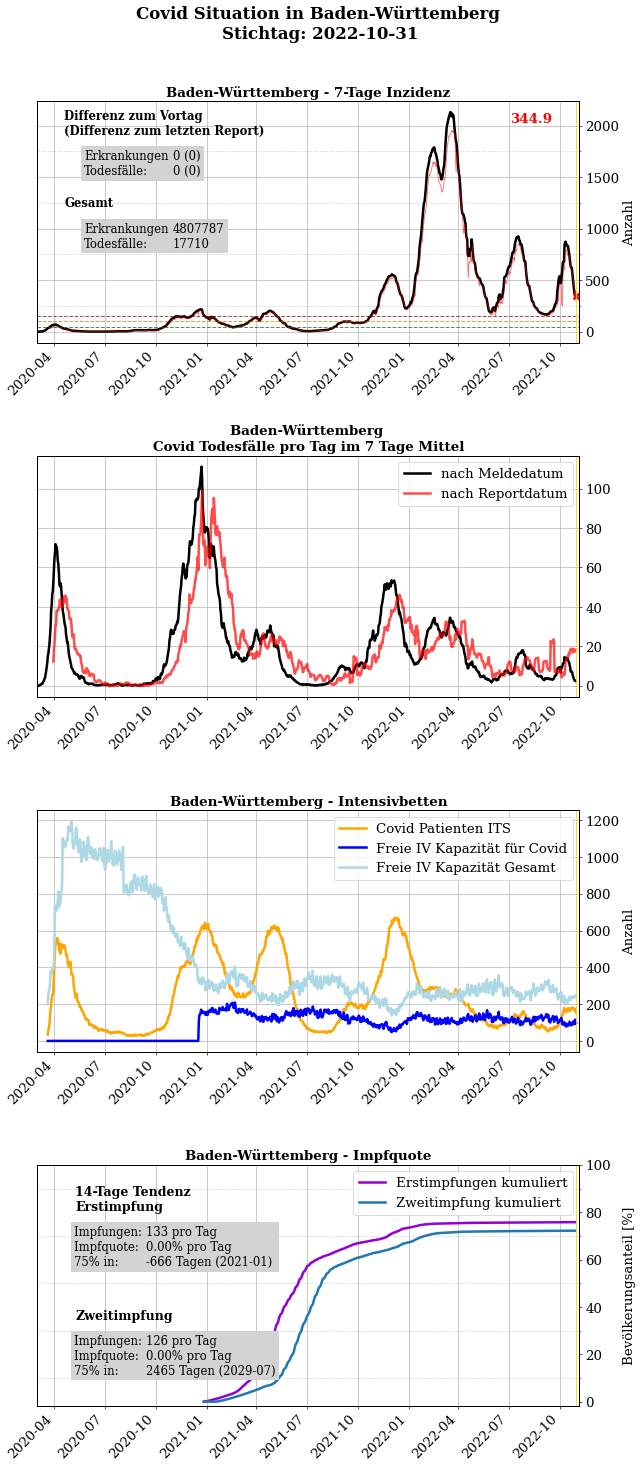 Covid Situation in Baden-Württemberg
Stichtag: 2022-10-31
Baden-Württemberg - 7-Tage Inzidenz
Differenz zum Vortag
(Differenz zum letzten Report)
Erkrankungen 0 (0)
Todesfälle: 0 (0)
Gesamt
Erkrankungen 4807787
Todesfälle: 17710
344.9
2000
1500
1000
500
0
Anzahl
2020-04
2020-07
2020-10
2021-01
2021-04
2021-07
2021-10
2022-01
2022-04
2022-07
2022-10
Baden-Württemberg
Covid Todesfälle pro Tag im 7 Tage Mittel
nach Meldedatum
nach Reportdatum
100
80
60
40
20
0
2020-04
2020-07
2020-10
2021-01
2021-04
2021-07
2021-10
2022-01
2022-04
2022-07
2022-10
Baden-Württemberg - Intensivbetten
Covid Patienten ITS
Freie IV Kapazität für Covid
Freie IV Kapazität Gesamt
1200
1000
800
600
400
200
0
Anzahl
2020-04
2020-07
2020-10
2021-01
2021-04
2021-07
2021-10
2022-01
2022-04
2022-07
2022-10
Baden-Württemberg - Impfquote
14-Tage Tendenz
Erstimpfung
Impfungen: 133 pro Tag
Impfquote: 0.00% pro Tag
75% in: -666 Tagen (2021-01)
Zweitimpfung
Impfungen: 126 pro Tag
Impfquote: 0.00% pro Tag
75% in: 2465 Tagen (2029-07)
Erstimpfungen kumuliert
Zweitimpfung kumuliert
100
80
60
40
20
0
Bevölkerungsanteil [%]
2020-04
2020-07
2020-10
2021-01
2021-04
2021-07
2021-10
2022-01
2022-04
2022-07
2022-10